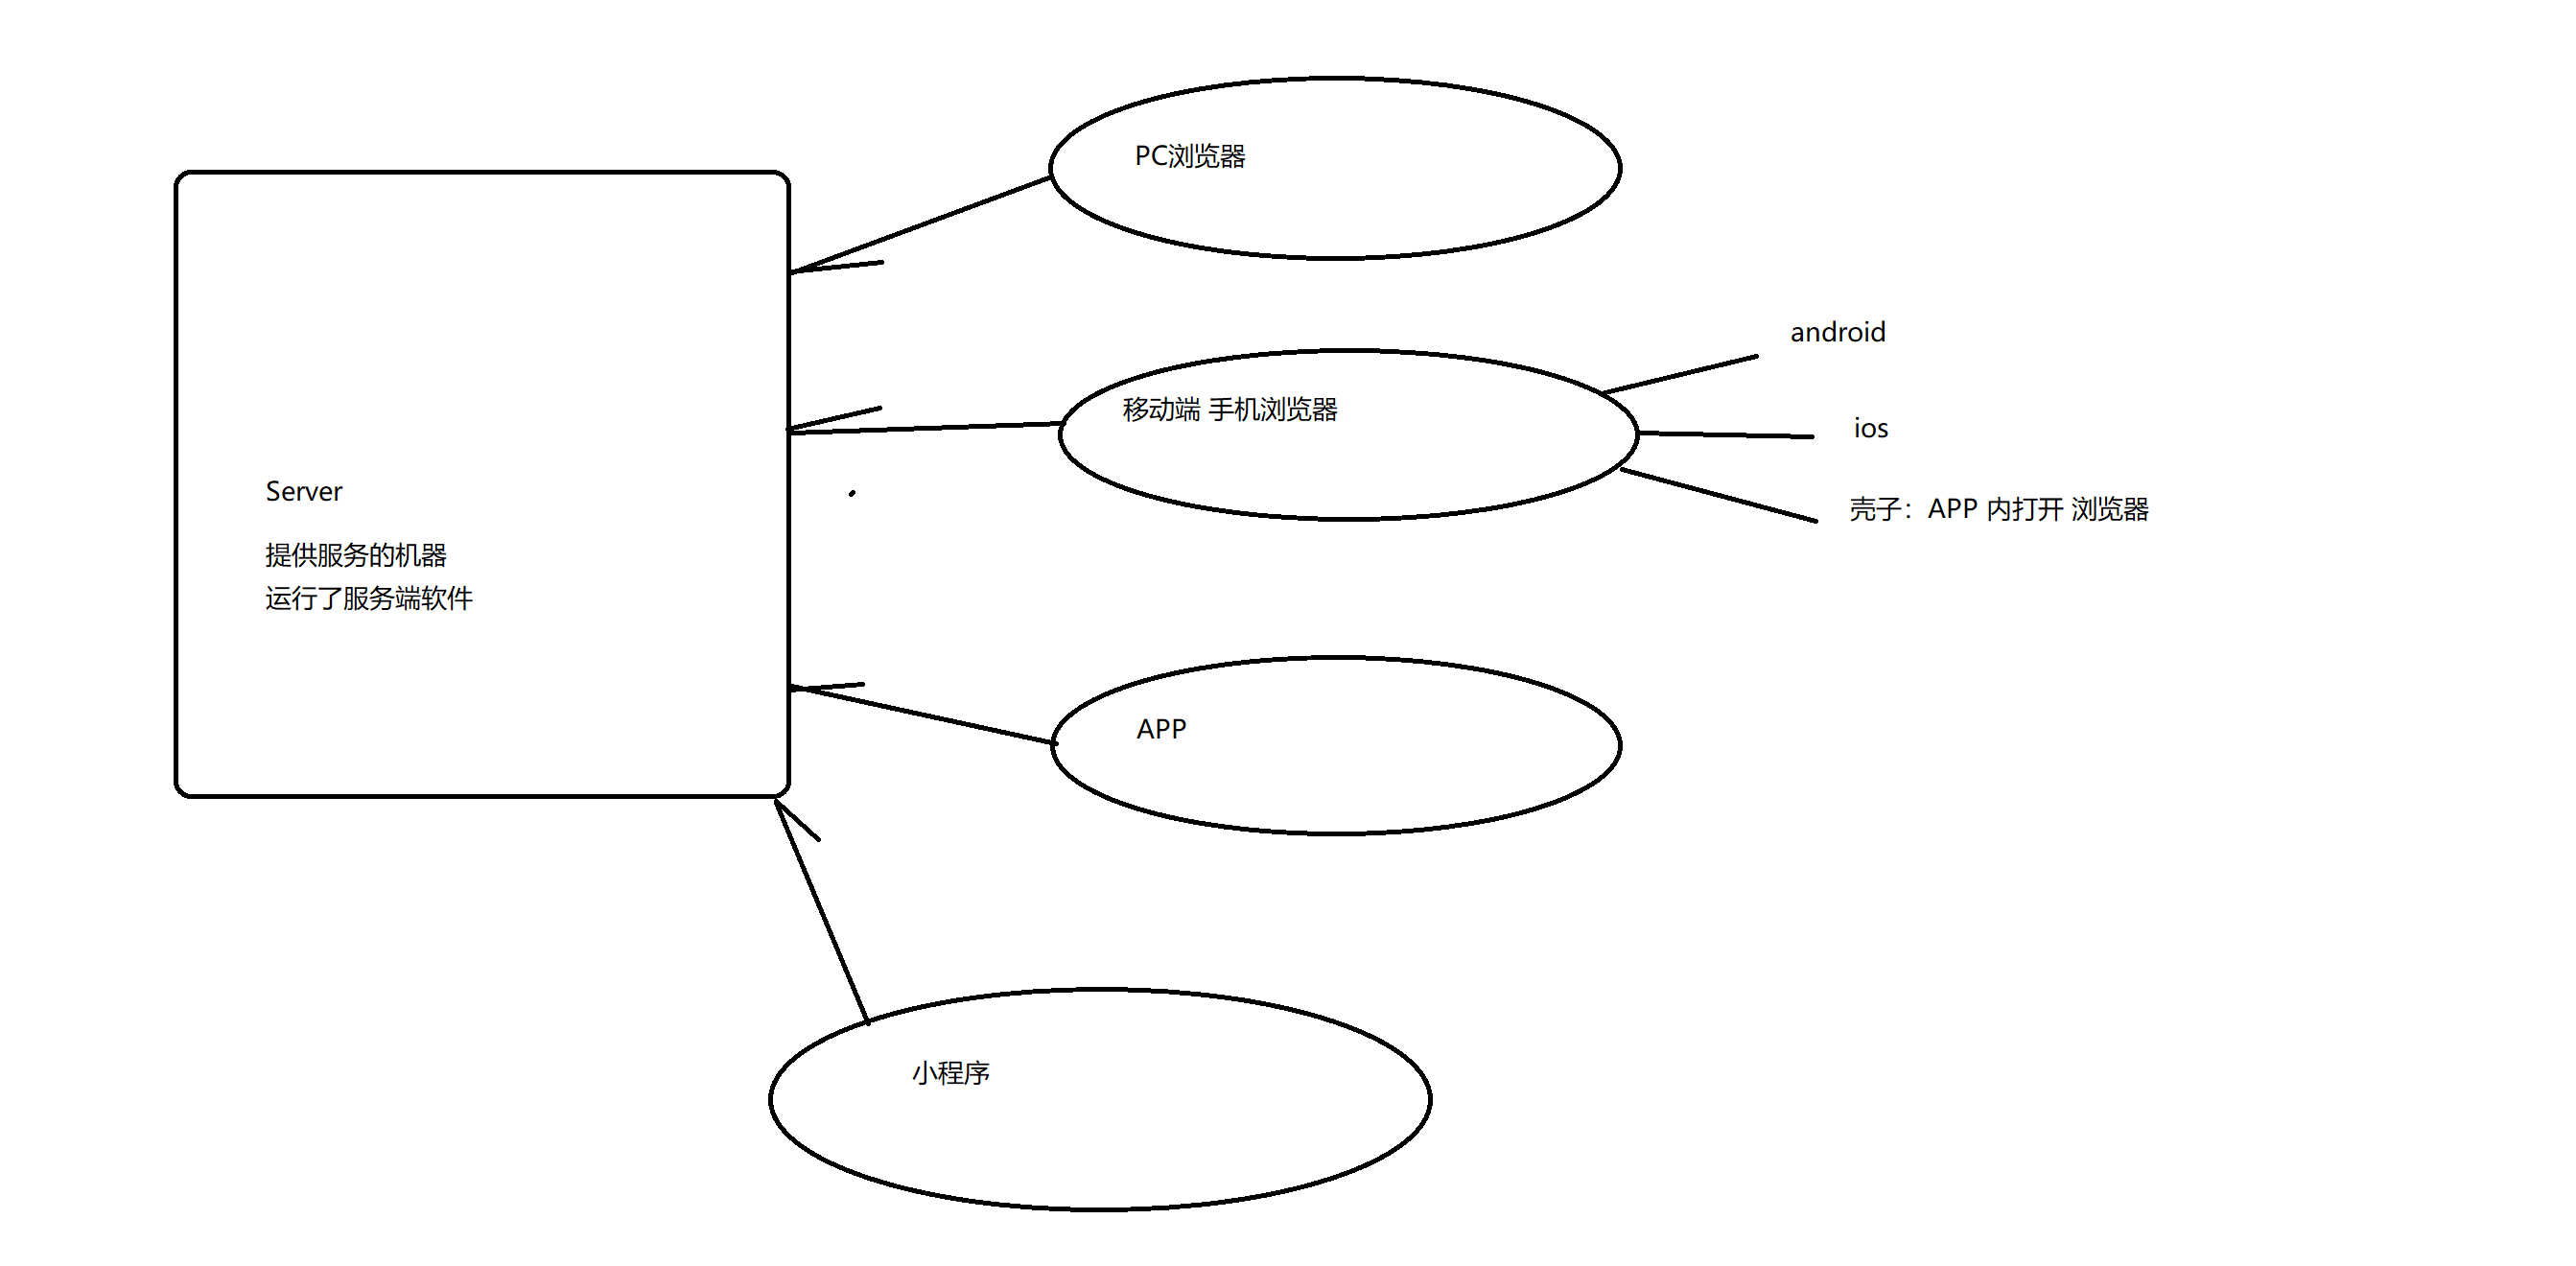 PC浏览器
android
移动端 手机浏览器
ios
Server
壳子：APP 内打开 浏览器
提供服务的机器
运行了服务端软件
APP
小程序